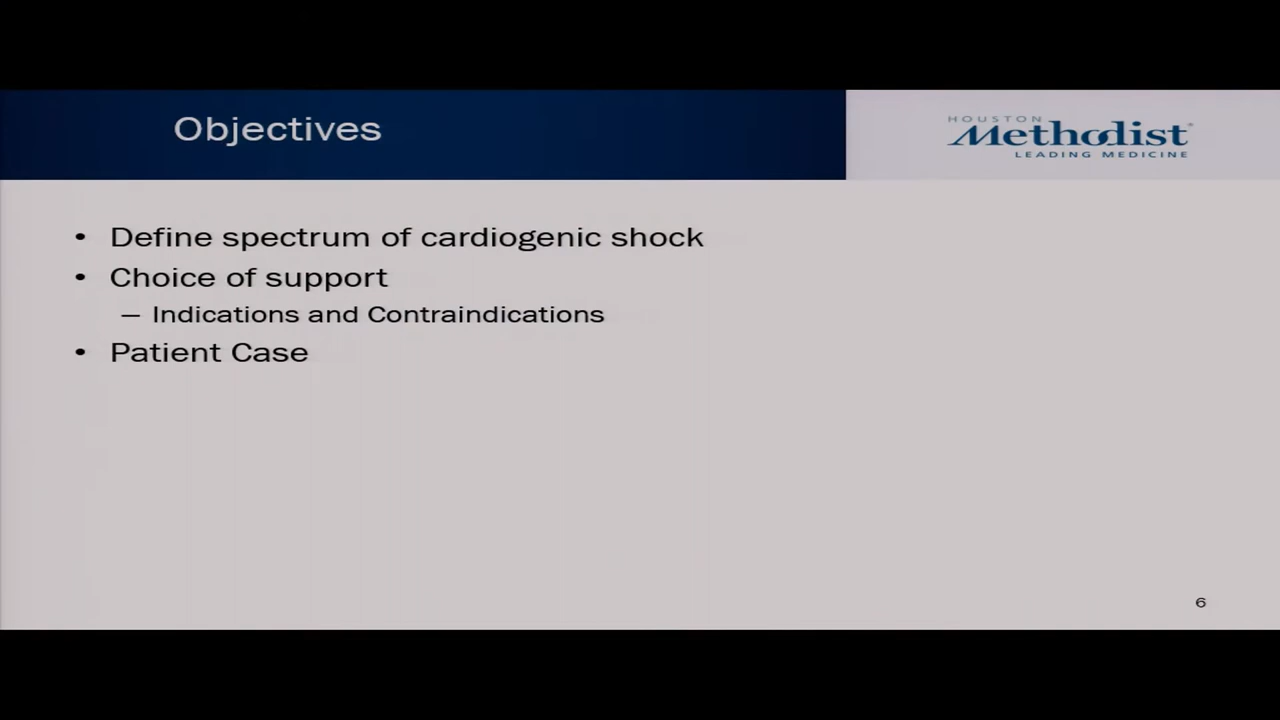 Objectives
HOUSTON
Methodist
LEADING MEDICINE
• Define spectrum of cardiogenic shock
• Choice of support
– Indications and Contraindications
• Patient Case
6